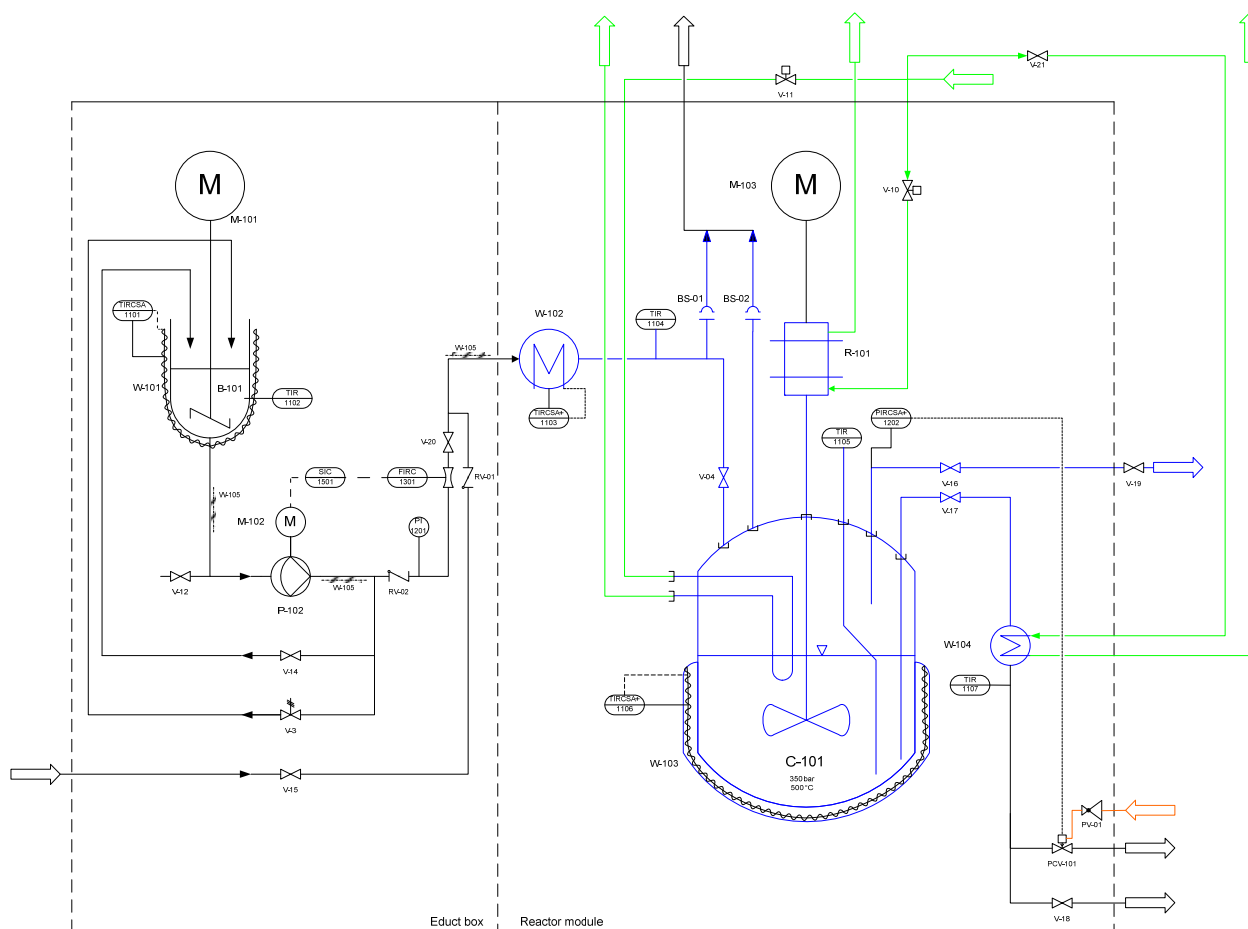 V-21
V-11
M
M-101
M-103
M
V-10
TIRCSA
1101
BS-01
BS-02
W-102
TIR
1104
W-105
R-101
W-101
B-101
TIR
1102
TIRCSA+
1103
PIRCSA+
1202
TIR
1105
V-20
SIC
1501
FIRC
1301
RV-01
V-04
V-16
V-19
V-17
W-105
M-102
M
PI
1201
V-12
P-102
W-105
RV-02
W-104
V-14
TIR
1107
TIRCSA+
1106
V-3
W-103
C-101
350 bar
500 °C
V-15
PV-01
PCV-101
V-18
Educt box
Reactor module